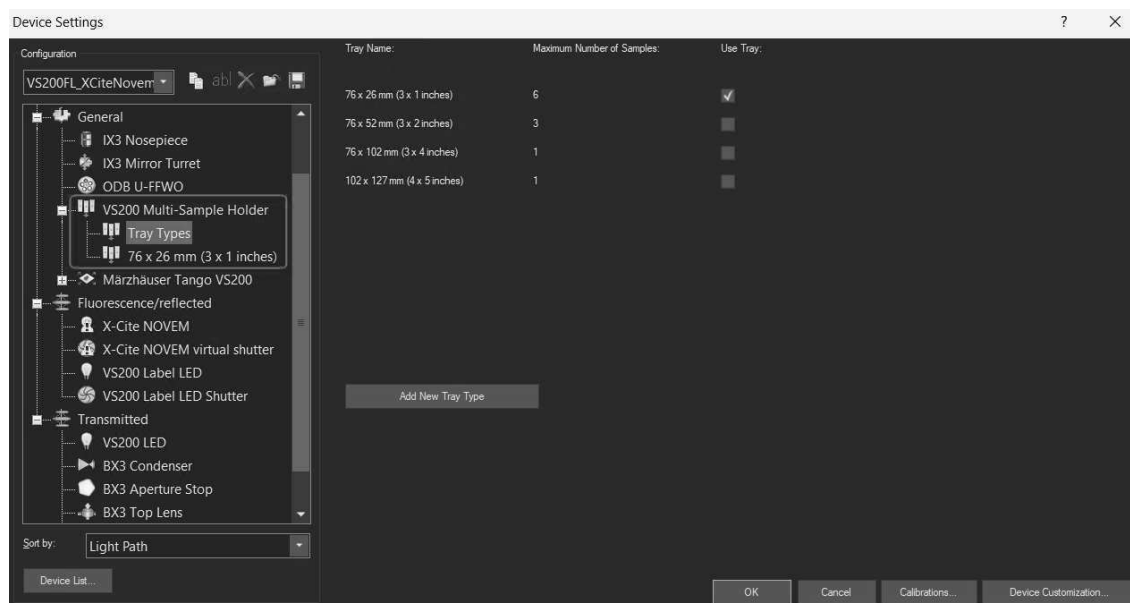 Device Settings
? ×
Configuration
VS200FL_XCiteNovem
abl
General
IX3 Nosepiece
IX3 Mirror Turret
ODB U-FFWO
VS200 Multi-Sample Holder
Tray Types
76 x 26 mm (3 x 1 inches)
Märzhäuser Tango VS200
Fluorescence/reflected
X-Cite NOVEM
X-Cite NOVEM virtual shutter
VS200 Label LED
VS200 Label LED Shutter
Transmitted
VS200 LED
BX3 Condenser
BX3 Aperture Stop
BX3 Top Lens
Sort by: Light Path
Device List...
Tray Name: Maximum Number of Samples: Use Tray:
76 x 26 mm (3 x 1 inches) 6
76 x 52 mm (3 x 2 inches) 3
76 x 102 mm (3 x 4 inches) 1
102 x 127 mm (4 x 5 inches) 1
Add New Tray Type
OK Cancel Calibrations... Device Customization...